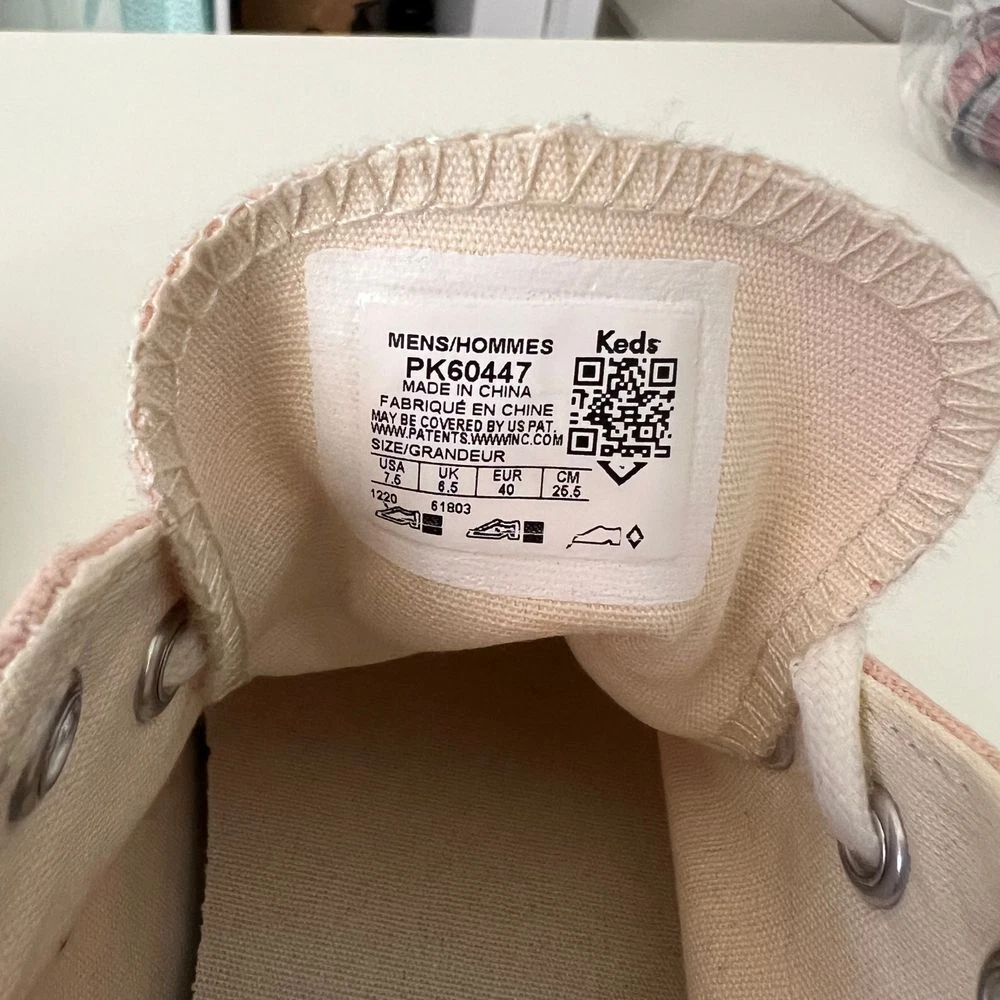 MENS/HOMMES
Keds
PK60447
MADE IN CHINA
FABRIQUÉ EN CHINE
MAY BE COVERED BY US PAT.
WWW.PATENTS.WWWINC.COM
SIZE/GRANDEUR
USA UK EUR CM
7.5 6.5 40 25.5
1220 61803